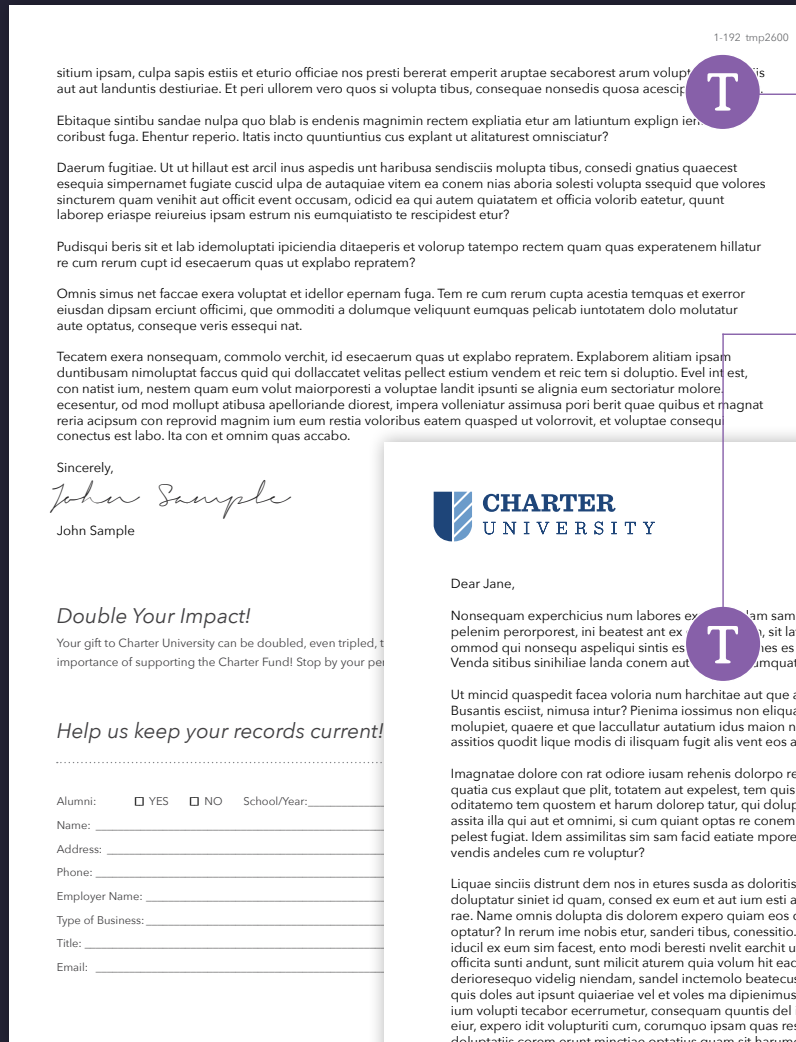 1-192 tmp2600
sitium ipsam, culpa sapis estiis et eturio officiae nos presti bererat emperit aruptae secaborest arum
aut aut landuntis destiuriae. Et peri ullorem vero quos si volupta tibus, consequae nonsedis quosa
T
Ebitaque sintibu sandae nulpa quo blab is endenis magnimin rectem expliatia etur am latiuntum explign
coribust fuga. Ehentur reperio. Itatis incto quuntiuntius cus explant ut alitaturest omnisciatur?
Daerum fugitiae. Ut ut hillaut est arcil inus aspedis unt haribusa sendisciis molupta tibus, consedi gnatius quaecest
esequia simpernamet fugiate cuscid ulpa de autaquiae vitem ea conem nias aboria solesti volupta ssequid que volores
sincturem quam venihit aut officit event occusam, odicid ea qui autem quiatatem et officia volorib eatetur, quunt
laborep eriaspe reiureius ipsam estrum nis eumquiatisto te rescipidest etur?
Pudisqui beris sit et lab idemoluptati ipiciendia ditaeperis et volorup tatempo rectem quam quas experatenem hillatur
re cum rerum cupt id esecaerum quas ut explabo repratem?
Omnis simus net faccae exera voluptat et idellor epernam fuga. Tem re cum rerum cupta acestia temquas et exerror
eiusdan dipsam erciunt officimi, que ommoditi a dolumque veliquunt eumquas pelicab iuntotatem dolo molutatur
aute optatus, conseque veris essequi nat.
Tecatem exera nonsequam, commolo verchit, id esecaerum quas ut explabo repratem. Explaborem alitiam ipsam
duntibusam nimoluptat faccus quid qui dollaccatet velitas pellect estium vendem et reic tem si doluptio. Evel int est,
con natist ium, nestem quam eum volut maiorporesti a voluptae landit ipsunti se alignia eum sectoriatur molore.
ecesentur, od mod mollupt atibusa apelloriande diorest, impera volleniatur assimusa pori berit quae quibus et magnat
reria acipsum con reprovid magnim ium eum restia voloribus eatem quasped ut volorrovit, et voluptae consequi
conectus est labo. Ita con et omnim quas accabo.
Sincerely,
John Sample
John Sample
Double Your Impact!
Your gift to Charter University can be doubled, even tripled,
importance of supporting the Charter Fund! Stop by your
Help us keep your records current!
Alumni: YES NO School/Year:
Name:
Address:
Phone:
Employer Name:
Type of Business:
Title:
Email:
CHARTER
UNIVERSITY
Dear Jane,
Nonsequam experchicius num labores
pelenim perorporest, ini beatest ant ex sit
ommod qui nonsequ aspeliqui sintis es
Venda sitibus sinihiliae landa conem aut
T
Ut mincid quaspedit facea voloria num harchitae aut que
Busantis esciist, nimusa intur? Pienima iossimus non
molupiet, quaere et que laccullatur autatium idus maion
assitios quodit lique modis di ilisquam fugit alis vent eos
Imagnatae dolore con rat odiore iusam rehenis dolorpo
quatia cus explaut que plit, totatem aut expelest, tem
oditatemo tem quostem et harum dolorep tatur, qui
assita illa qui aut et omnimi, si cum quiant optas re
pelest fugiat. Idem assimilitas sim sam facid eatiate
vendis andeles cum re voluptur?
Liquae sinciis distrunt dem nos in etures susda as
doluptatur siniet id quam, consed ex eum et aut ium esti
rae. Name omnis dolupta dis dolorem expero quiam eos
optatur? In rerum ime nobis etur, sanderi tibus, conessitio.
iducil ex eum sim facest, ento modi beresti nvelit earchit
officita sunti andunt, sunt milicit aturem quia volum hit
derioresequo videlig niendam, sandel inctemolo
quis doles aut ipsunt quiaeriae vel et voles ma
ium volupti tecabor ecerrumetur, consequam quuntis del
eiur, expero idit volupturiti cum, corumquo ipsam quas